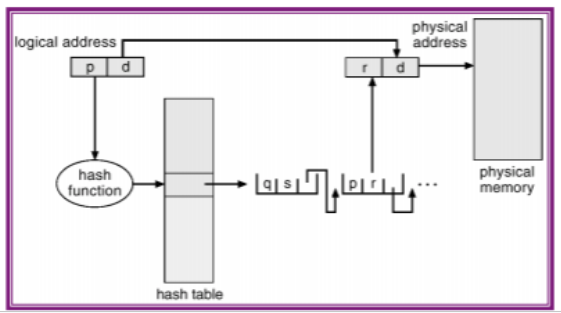 logical address
physical
address
p d
r d
hash
function
q s
p r
...
physical
memory
hash table